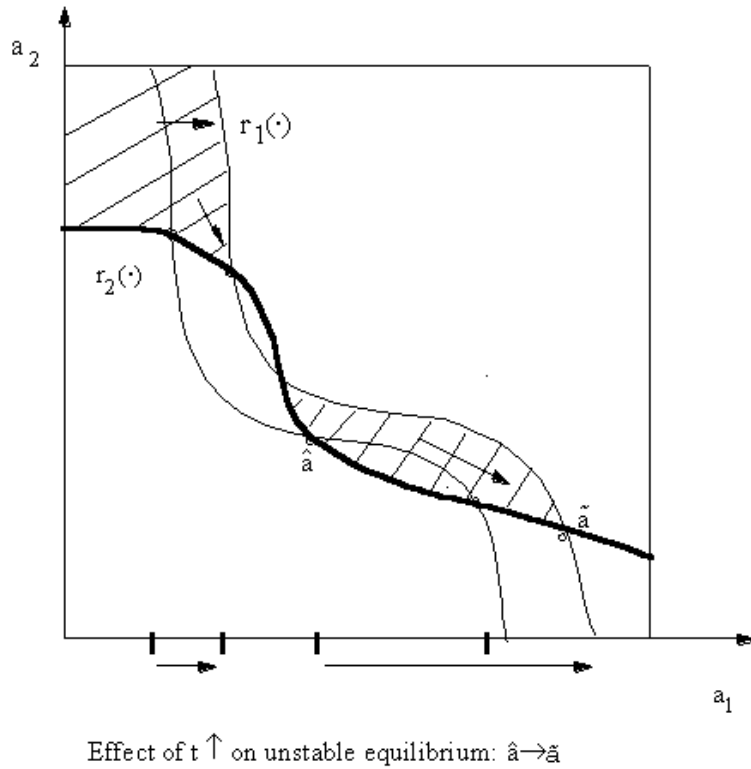 a₂
r₁(·)
r₂(·)
â
ã
a₁
Effect of t ↑ on unstable equilibrium: â→ã